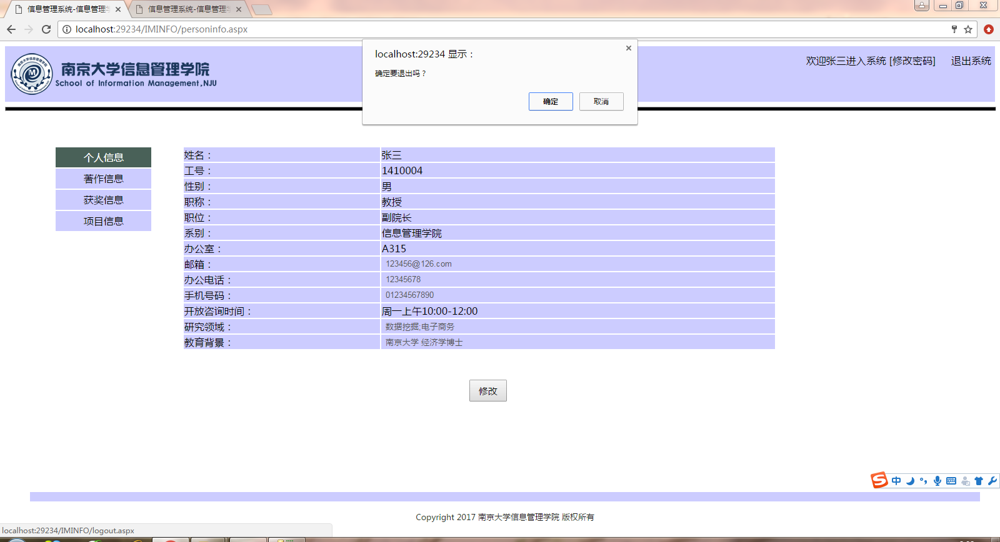 信息管理系统-信息管理
信息管理系统-信息管理
localhost:29234/IMINFO/personinfo.aspx
localhost:29234 显示：
确定要退出吗？
确定
取消
南京大学信息管理学院
School of Information Management,NJU
欢迎张三进入系统 [修改密码] 退出系统
个人信息
著作信息
获奖信息
项目信息
姓名： 张三
工号： 1410004
性别： 男
职称： 教授
职位： 副院长
系别： 信息管理学院
办公室： A315
邮箱： 123456@126.com
办公电话： 12345678
手机号码： 01234567890
开放咨询时间： 周一上午10:00-12:00
研究领域： 数据挖掘;电子商务
教育背景： 南京大学 经济学博士
修改
中
Copyright 2017 南京大学信息管理学院 版权所有
localhost:29234/IMINFO/logout.aspx